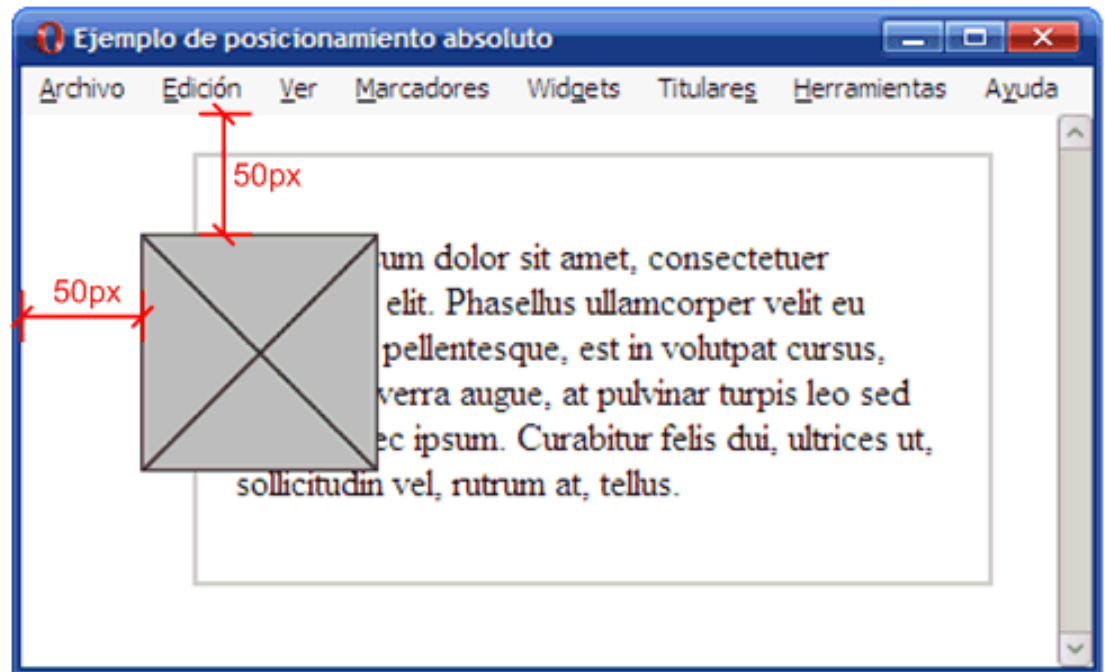 Ejemplo de posicionamiento absoluto
Archivo Edición Ver Marcadores Widgets Titulares Herramientas Ayuda
50px
50px
sum dolor sit amet, consectetuer
elit. Phasellus ullamcorper velit eu
pellentesque, est in volutpat cursus,
verra augue, at pulvinar turpis leo sed
ec ipsum. Curabitur felis dui, ultrices ut,
sollicitudin vel, rutrum at, tellus.